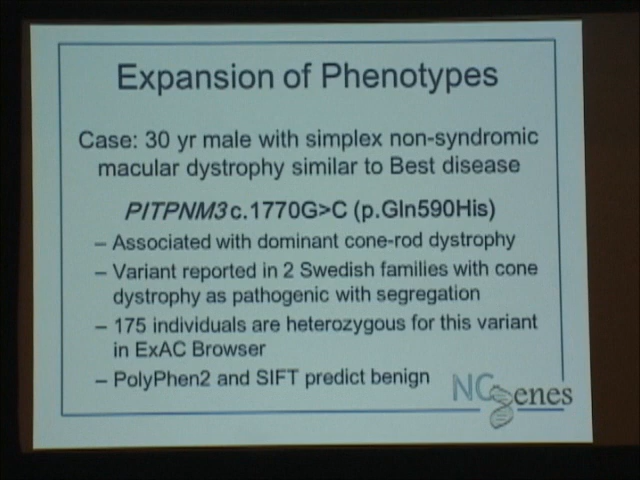 Expansion of Phenotypes
Case: 30 yr male with simplex non-syndromic
macular dystrophy similar to Best disease
PITPNM3 c.1770G>C (p.Gln590His)
– Associated with dominant cone-rod dystrophy
– Variant reported in 2 Swedish families with cone
dystrophy as pathogenic with segregation
– 175 individuals are heterozygous for this variant
in ExAC Browser
– PolyPhen2 and SIFT predict benign
NCgenes